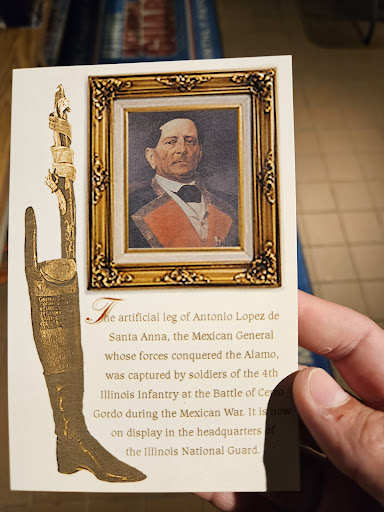 The artificial leg of Antonio Lopez de
Santa Anna, the Mexican General
whose forces conquered the Alamo,
was captured by soldiers of the 4th
Illinois Infantry at the Battle of Cerro
Gordo during the Mexican War. It is now
on display in the headquarters of
the Illinois National Guard.